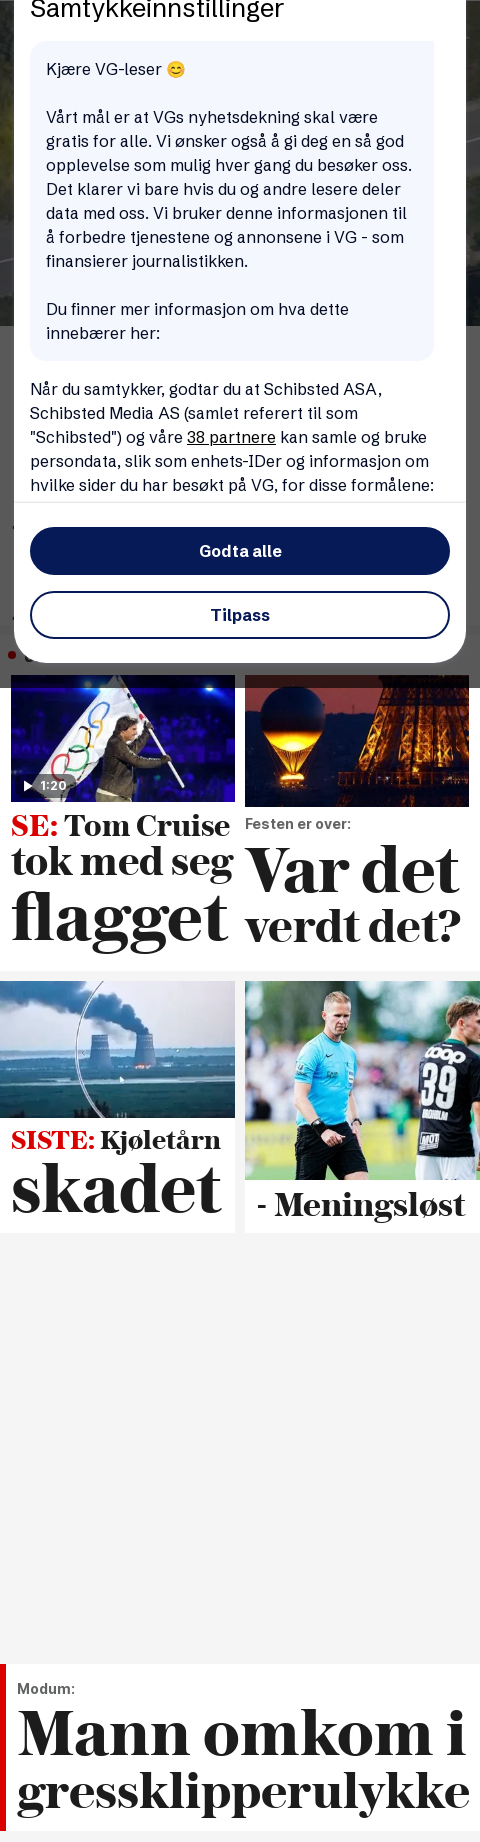 Samtykkeinnstillinger
Kjære VG-leser 😊
Vårt mål er at VGs nyhetsdekning skal være
gratis for alle. Vi ønsker også å gi deg en så god
opplevelse som mulig hver gang du besøker oss.
Det klarer vi bare hvis du og andre lesere deler
data med oss. Vi bruker denne informasjonen til
å forbedre tjenestene og annonsene i VG - som
finansierer journalistikken.
Du finner mer informasjon om hva dette
innebærer her:
Når du samtykker, godtar du at Schibsted ASA,
Schibsted Media AS (samlet referert til som
"Schibsted") og våre 38 partnere kan samle og bruke
persondata, slik som enhets-IDer og informasjon om
hvilke sider du har besøkt på VG, for disse formålene:
Godta alle
Tilpass
1:20
SE: Tom Cruise
tok med seg
flagget
Festen er over:
Var det
verdt det?
SISTE: Kjøletårn
skadet
coop
39
- Meningsløst
Modum:
Mann omkom i
gressklipperulykke